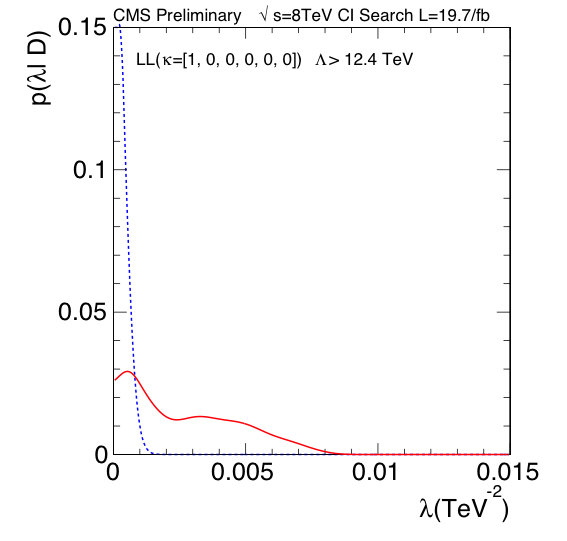 CMS Preliminary √ s=8TeV CI Search L=19.7/fb
LL(κ=[1, 0, 0, 0, 0, 0]) Λ > 12.4 TeV
p(λ| D)
0.15
0.1
0.05
0
0 0.005 0.01 0.015
λ(TeV⁻²)